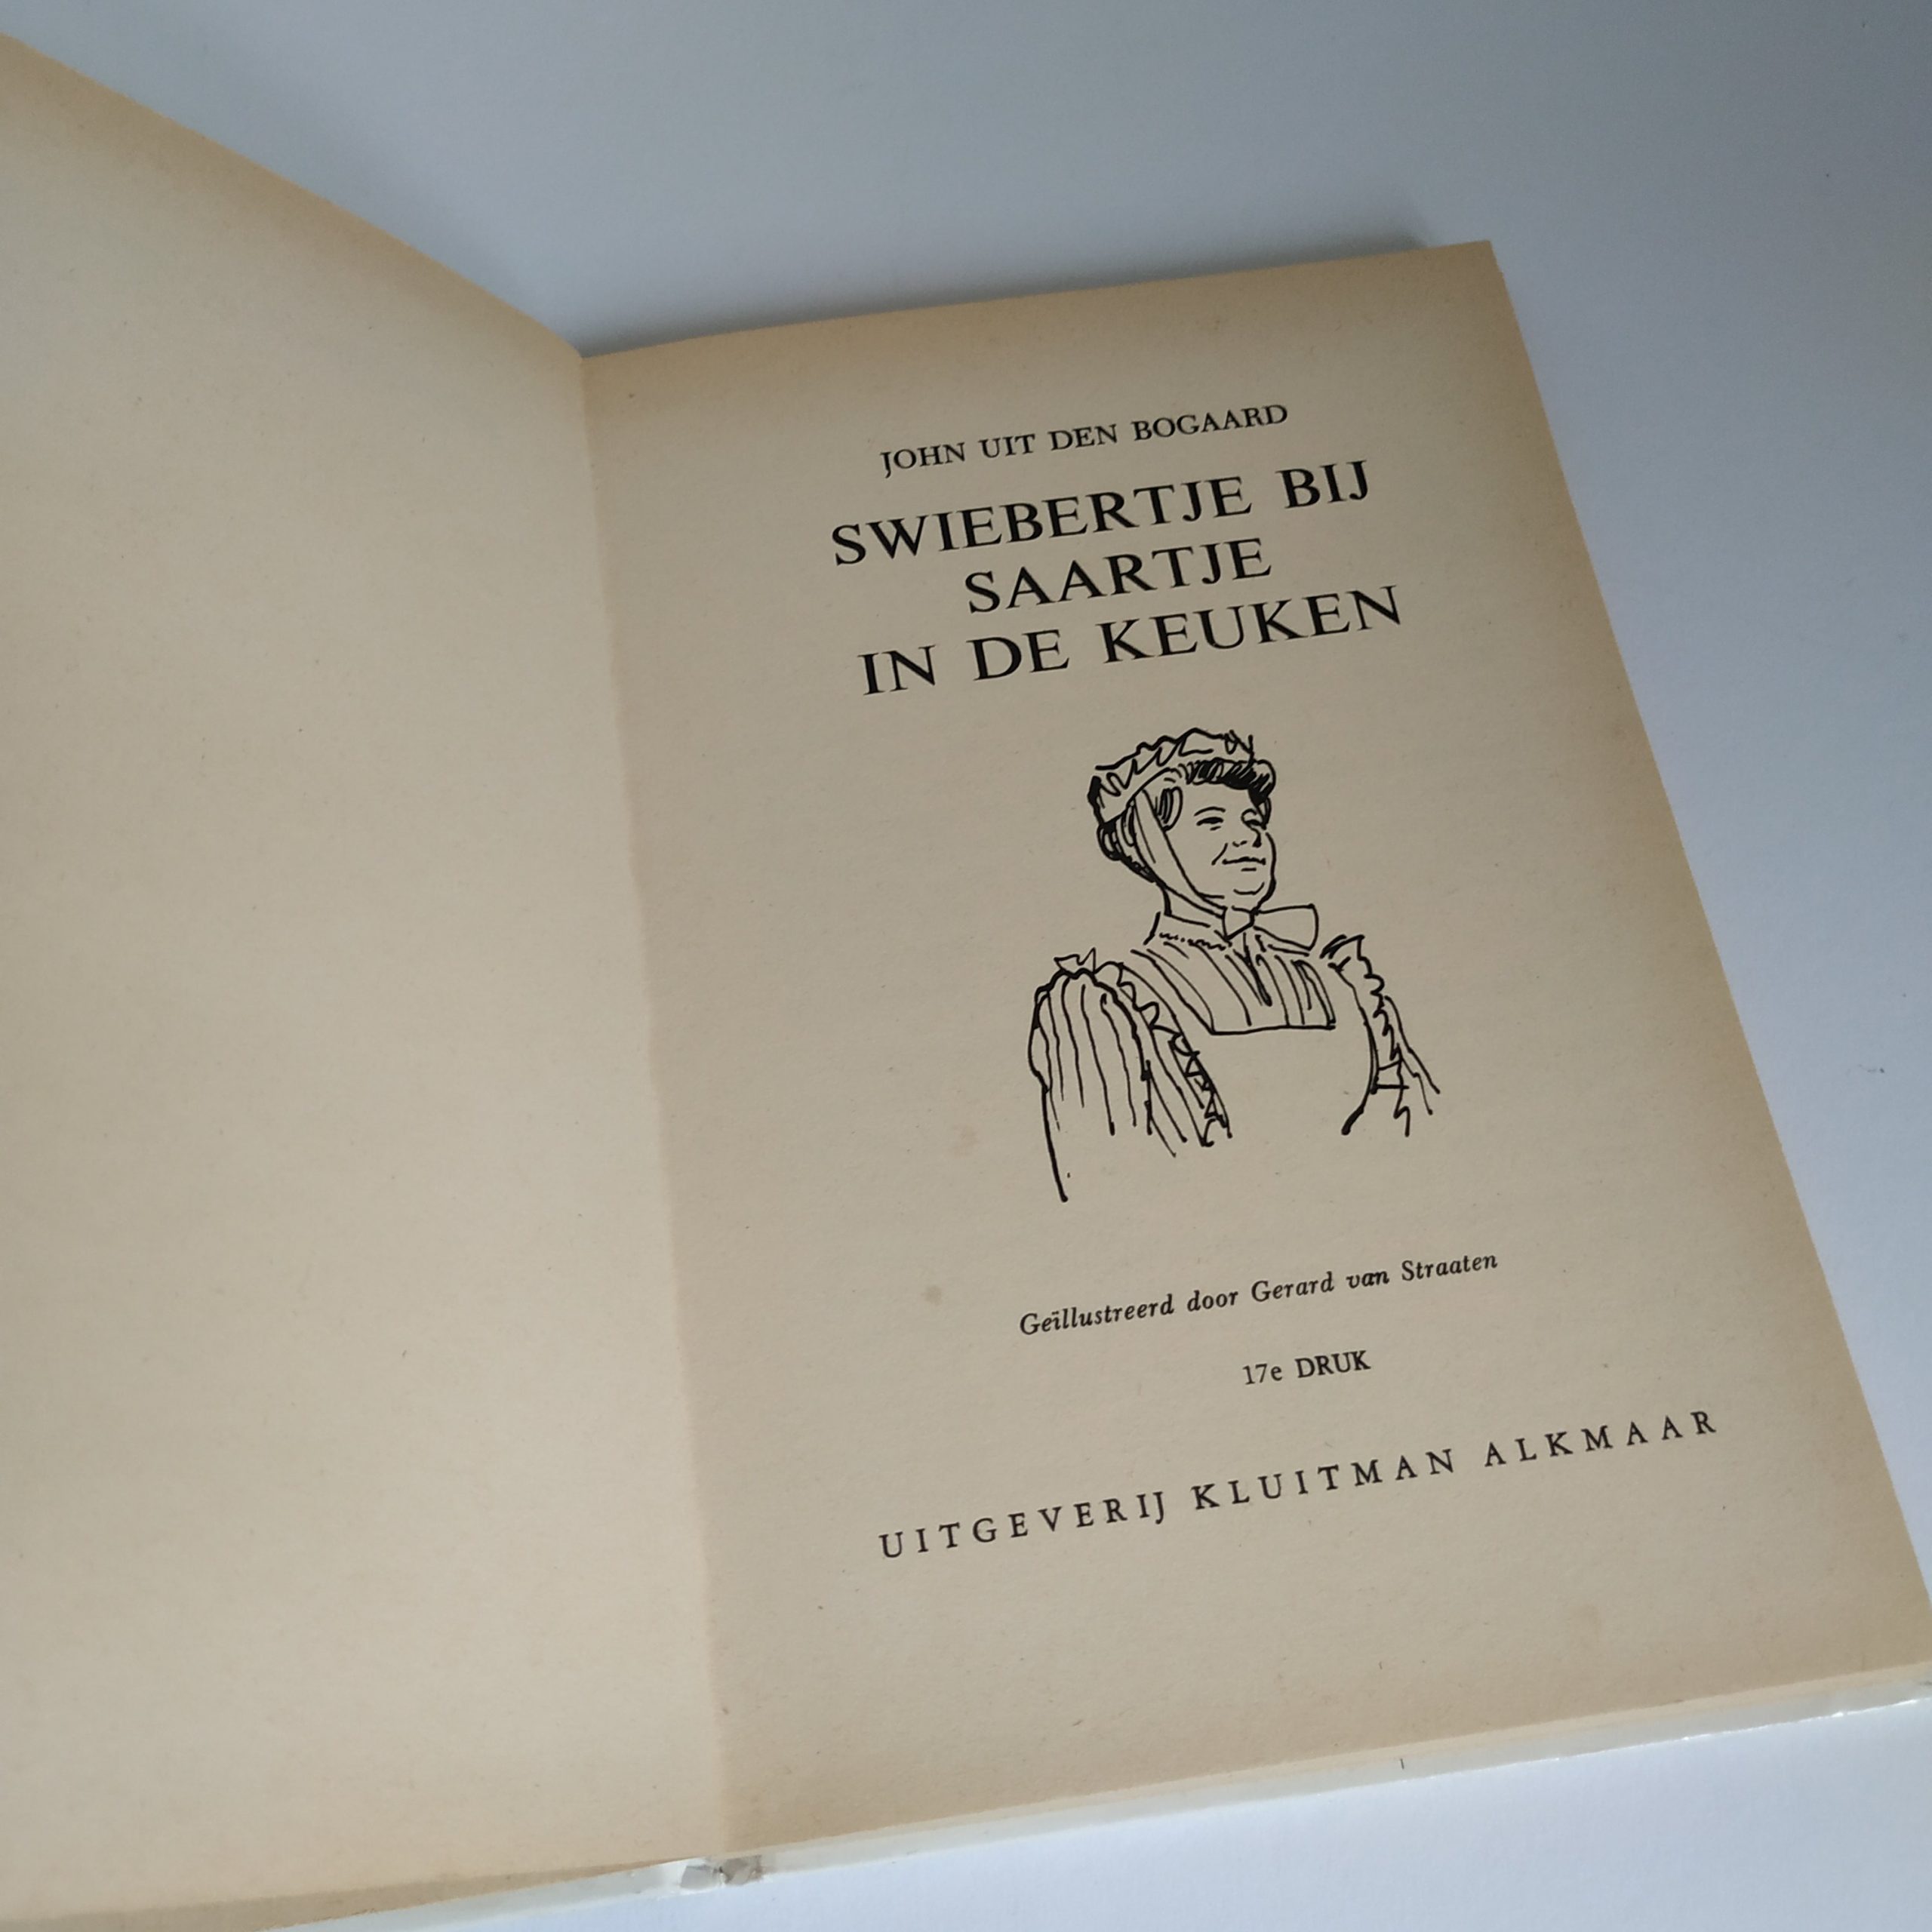 JOHN UIT DEN BOGAARD
SWIEBERTJE BIJ
SAARTJE
IN DE KEUKEN
Geïllustreerd door Gerard van Straaten
17e DRUK
UITGEVERIJ KLUITMAN ALKMAAR